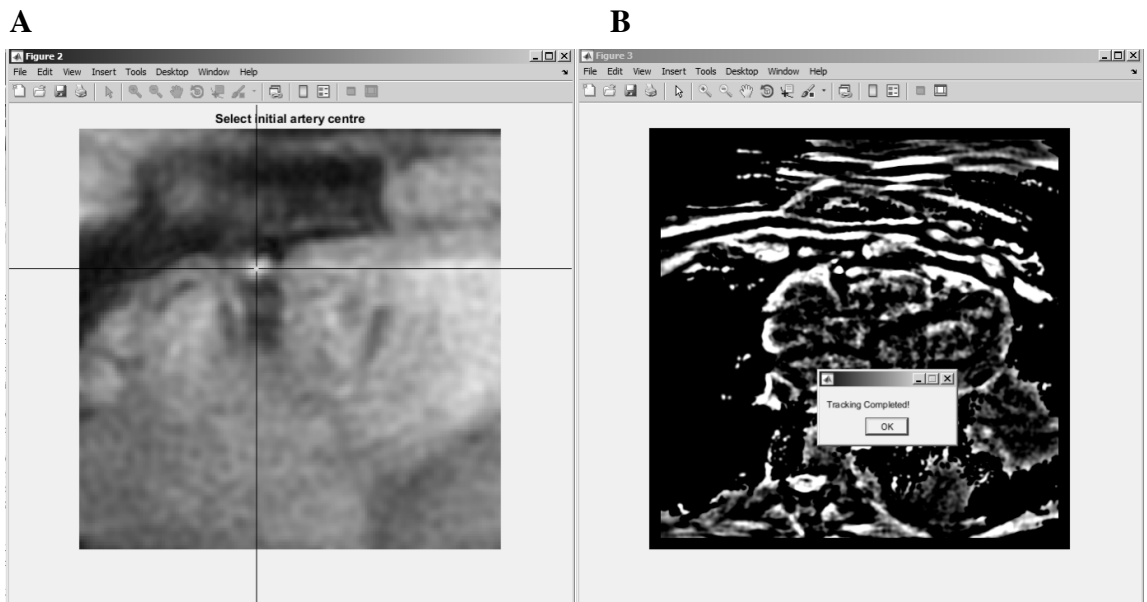 A
B
Figure 2
File Edit View Insert Tools Desktop Window Help
Select initial artery centre
Figure 3
File Edit View Insert Tools Desktop Window Help
Tracking Completed!
OK